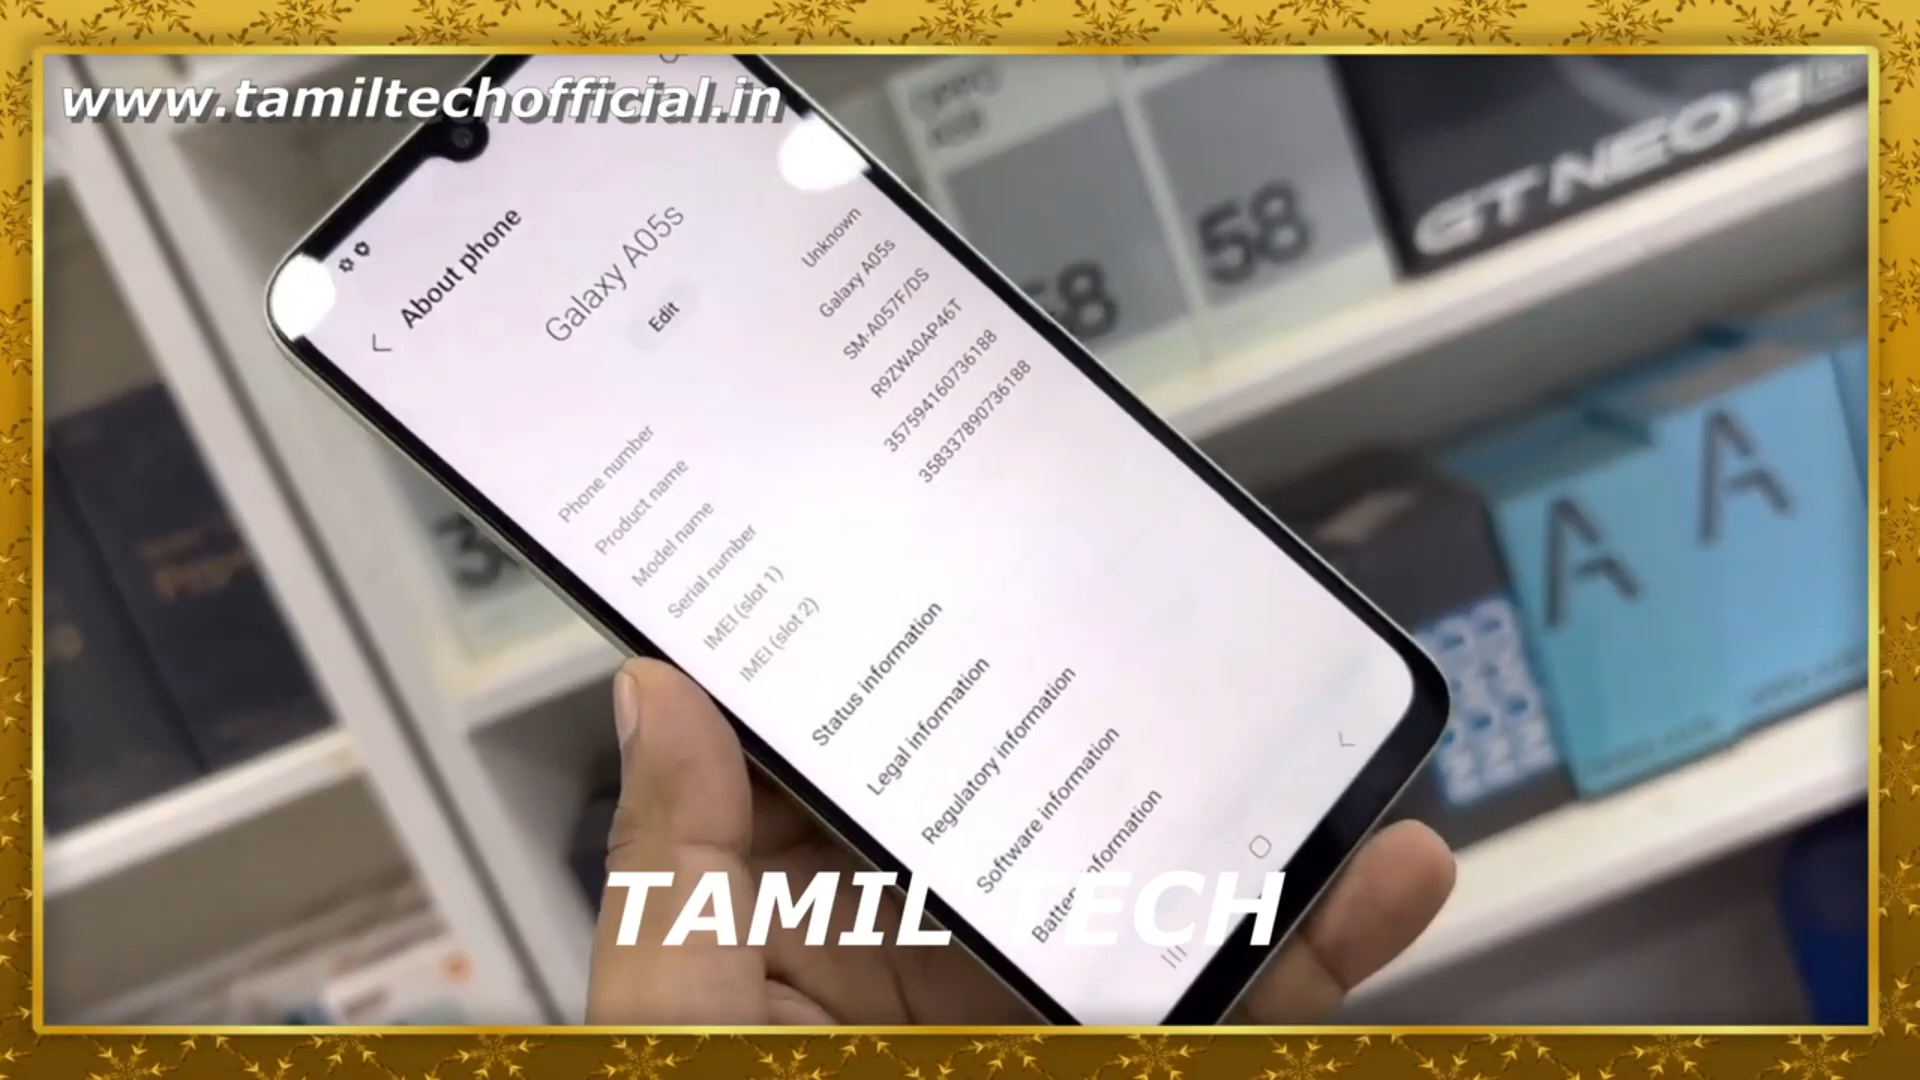 www.tamiltechofficial.in
About phone
Galaxy A05s
Edit
Phone number
Unknown
Product name
Galaxy A05s
Model name
SM-A057F/DS
Serial number
R9ZWA0AP46T
IMEI (slot 1)
357594160736188
IMEI (slot 2)
358337890736188
Status information
Legal information
Regulatory information
Software information
Battery information
TAMIL TECH
GT NEO 3
58
58
A
A